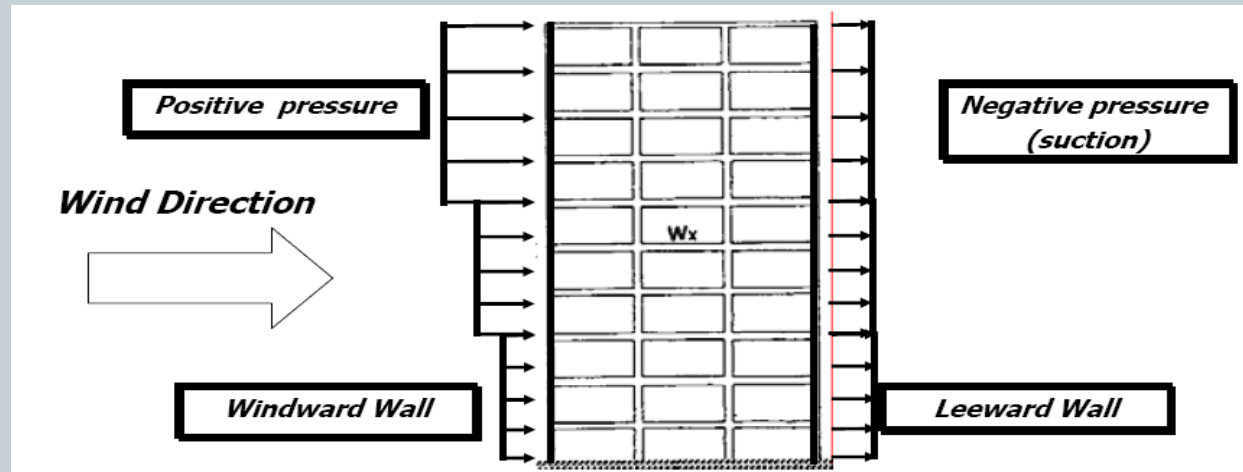 Positive pressure
Negative pressure
(suction)
Wind Direction
Wx
Windward Wall
Leeward Wall